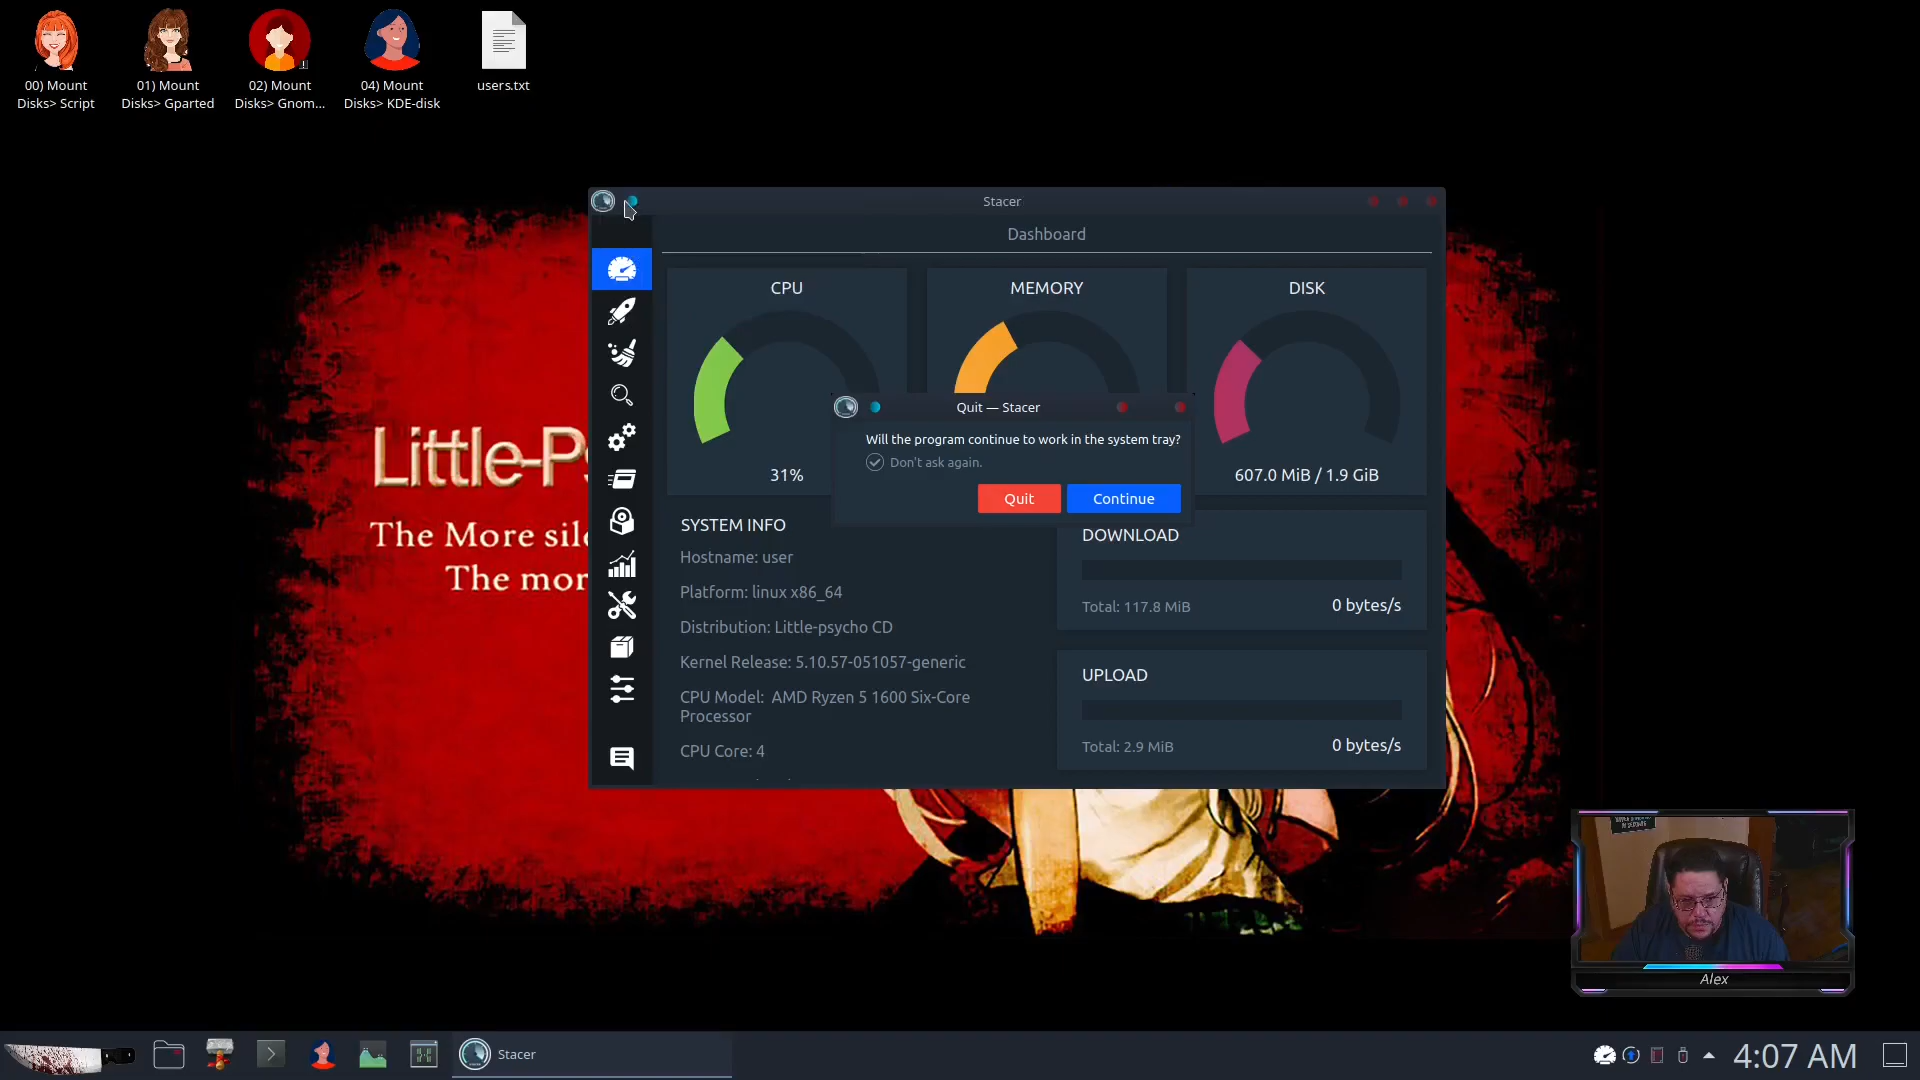 00) Mount
Disks> Script
01) Mount
Disks> Gparted
02) Mount
Disks> Gnom...
04) Mount
Disks> KDE-disk
users.txt
Stacer
Dashboard
CPU
MEMORY
DISK
31%
607.0 MiB / 1.9 GiB
Quit — Stacer
Will the program continue to work in the system tray?
Don't ask again.
Quit
Continue
SYSTEM INFO
Hostname: user
Platform: linux x86_64
Distribution: Little-psycho CD
Kernel Release: 5.10.57-051057-generic
CPU Model: AMD Ryzen 5 1600 Six-Core
Processor
CPU Core: 4
DOWNLOAD
Total: 117.8 MiB
0 bytes/s
UPLOAD
Total: 2.9 MiB
0 bytes/s
Little-Ps
The More sile
The mor
Alex
Stacer
4:07 AM